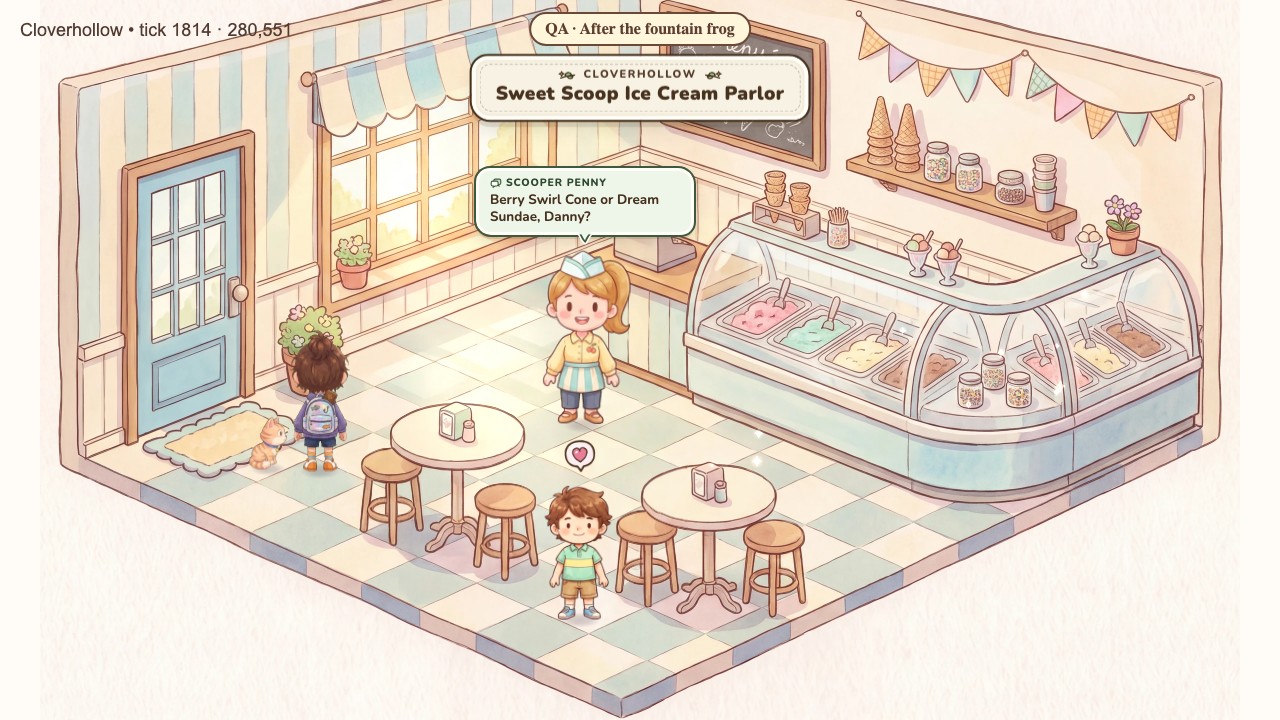 Cloverhollow • tick 1814 · 280,551
QA · After the fountain frog
Menu
CLOVERHOLLOW
Sweet Scoop Ice Cream Parlor
SCOOPER PENNY
Berry Swirl Cone or Dream
Sundae, Danny?